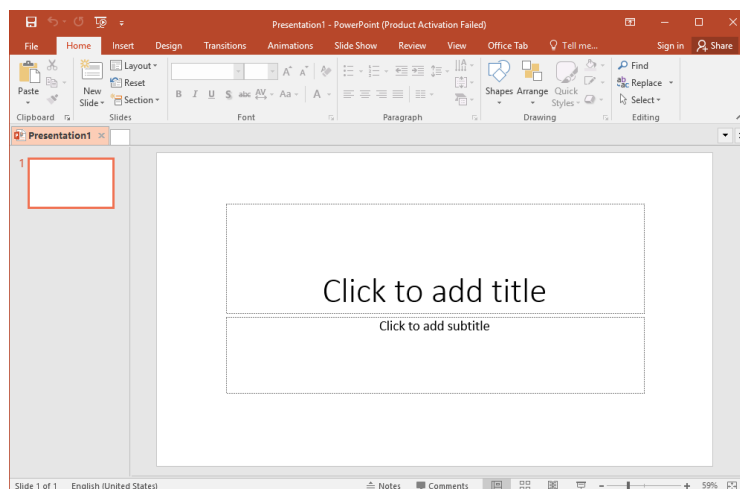 Presentation1 - PowerPoint (Product Activation Failed)
File Home Insert Design Transitions Animations Slide Show Review View Office Tab Tell me... Sign in Share
Paste
New Slide
Layout
Reset
Section
B I U S abc AV Aa A
A A
Shapes Arrange Quick Styles
Find
Replace
Select
Clipboard Slides Font Paragraph Drawing Editing
Presentation1
1
Click to add title
Click to add subtitle
Slide 1 of 1 English (United States) Notes Comments 59%